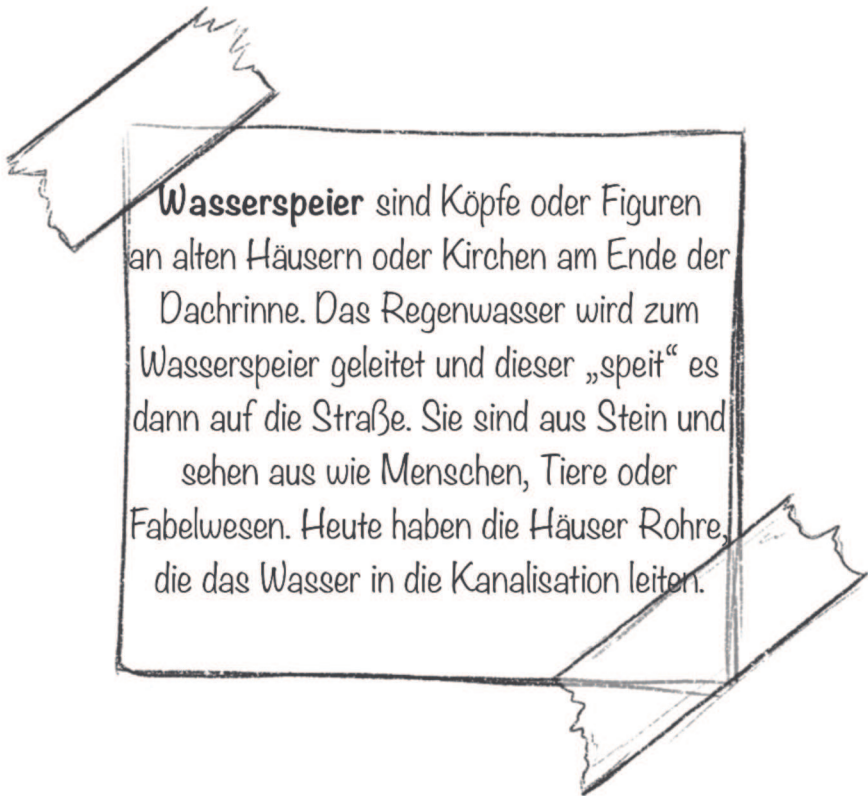 Wasserspeier sind Köpfe oder Figuren
an alten Häusern oder Kirchen am Ende der
Dachrinne. Das Regenwasser wird zum
Wasserspeier geleitet und dieser „speit“ es
dann auf die Straße. Sie sind aus Stein und
sehen aus wie Menschen, Tiere oder
Fabelwesen. Heute haben die Häuser Rohre,
die das Wasser in die Kanalisation leiten.